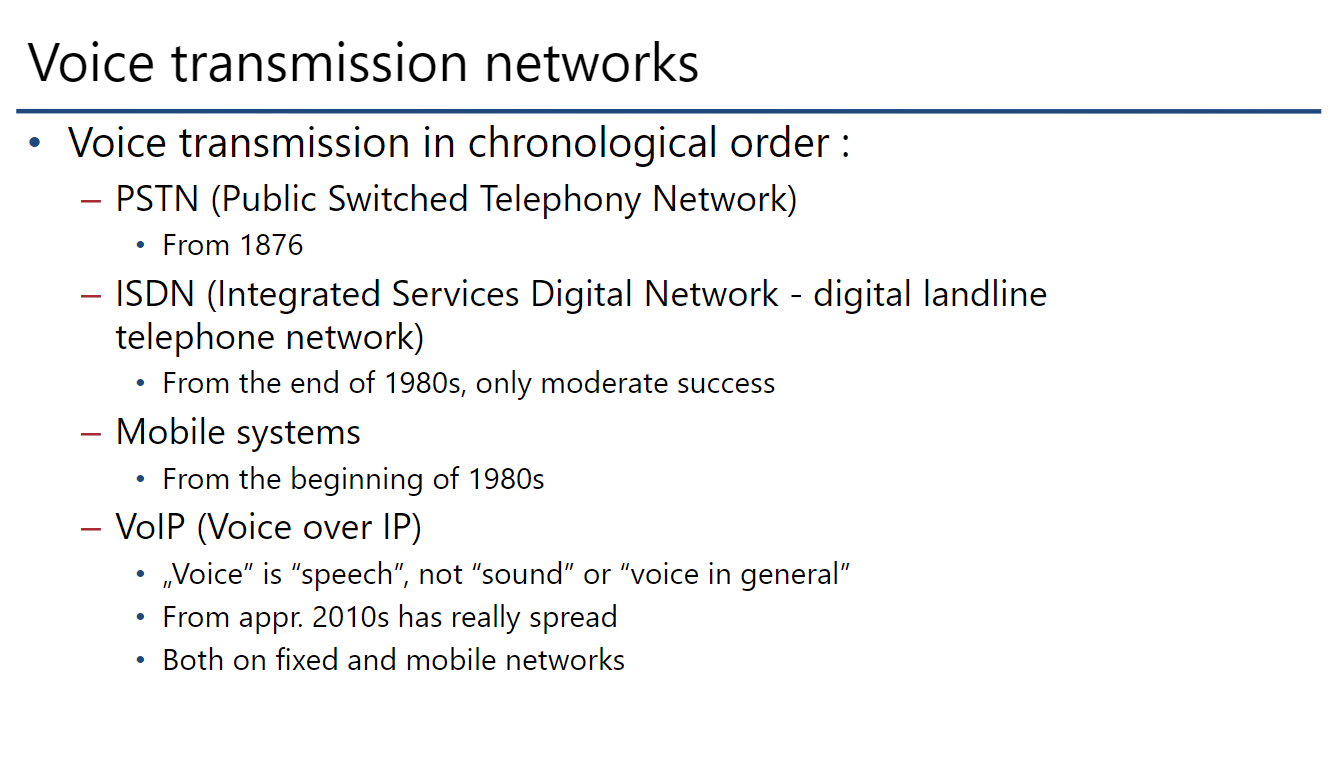 Voice transmission networks
• Voice transmission in chronological order :
– PSTN (Public Switched Telephony Network)
• From 1876
– ISDN (Integrated Services Digital Network - digital landline
telephone network)
• From the end of 1980s, only moderate success
– Mobile systems
• From the beginning of 1980s
– VoIP (Voice over IP)
• „Voice” is “speech”, not “sound” or “voice in general”
• From appr. 2010s has really spread
• Both on fixed and mobile networks